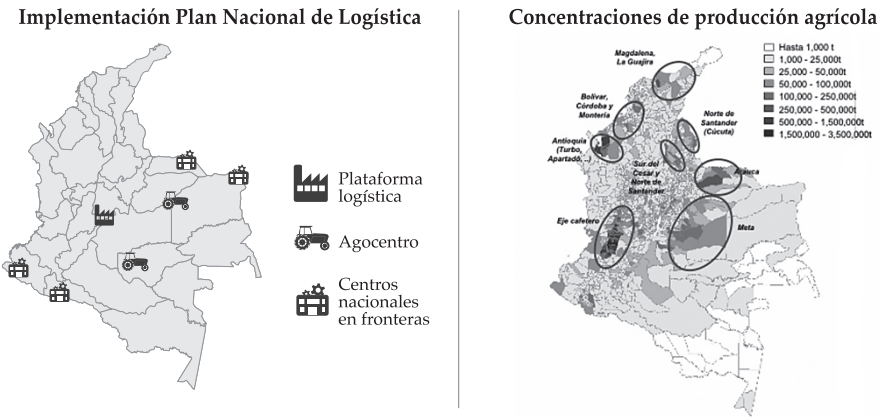 Implementación Plan Nacional de Logística
Plataforma
logística
Agocentro
Centros
nacionales
en fronteras
Concentraciones de producción agrícola
Magdalena,
La Guajira
Bolívar,
Córdoba y
Montería
Antioquia
(Turbo,
Apartadó, ..)
Norte de
Santander
(Cúcuta)
Sur del
Cesar y
Norte de
Santander
Arauca
Eje cafetero
Meta
Hasta 1,000 t
1,000 - 25,000t
25,000 - 50,000t
50,000 - 100,000t
100,000 - 250,000t
250,000 - 500,000t
500,000 - 1,500,000t
1,500,000 - 3,500,000t